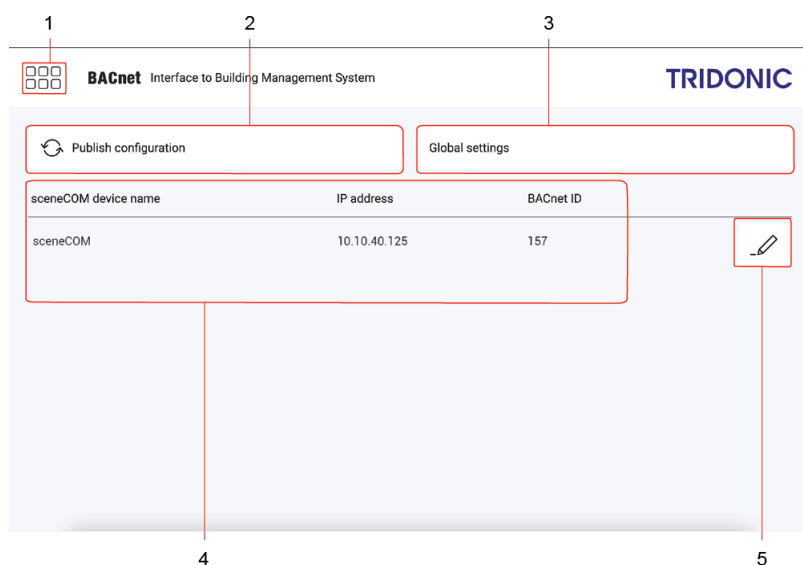 1 2 3
BACnet Interface to Building Management System TRIDONIC
Publish configuration Global settings
sceneCOM device name IP address BACnet ID
sceneCOM 10.10.40.125 157
4 5